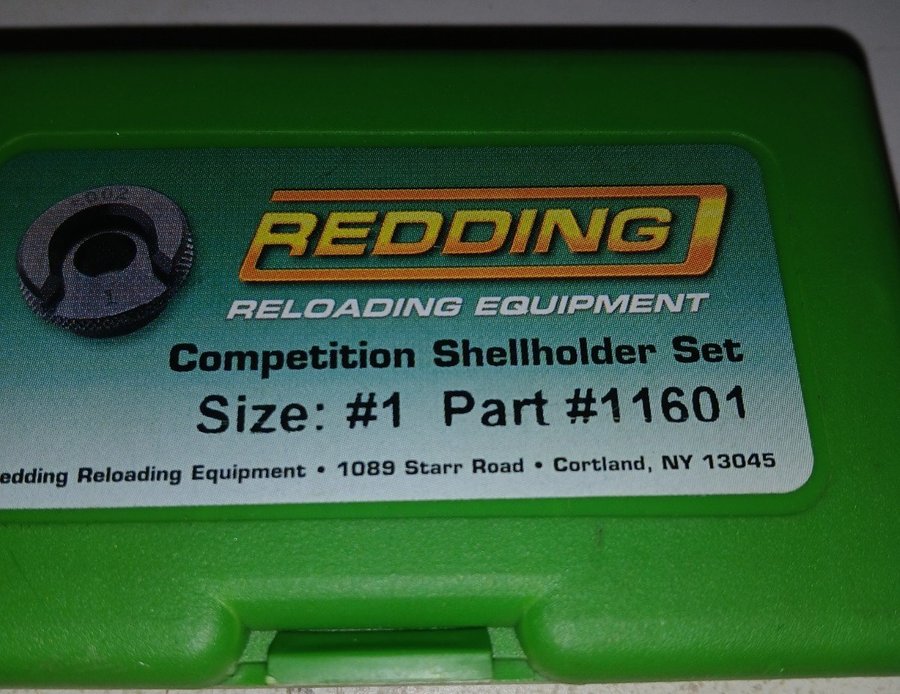 REDDING
RELOADING EQUIPMENT
Competition Shellholder Set
Size: #1 Part #11601
edding Reloading Equipment • 1089 Starr Road • Cortland, NY 13045
1